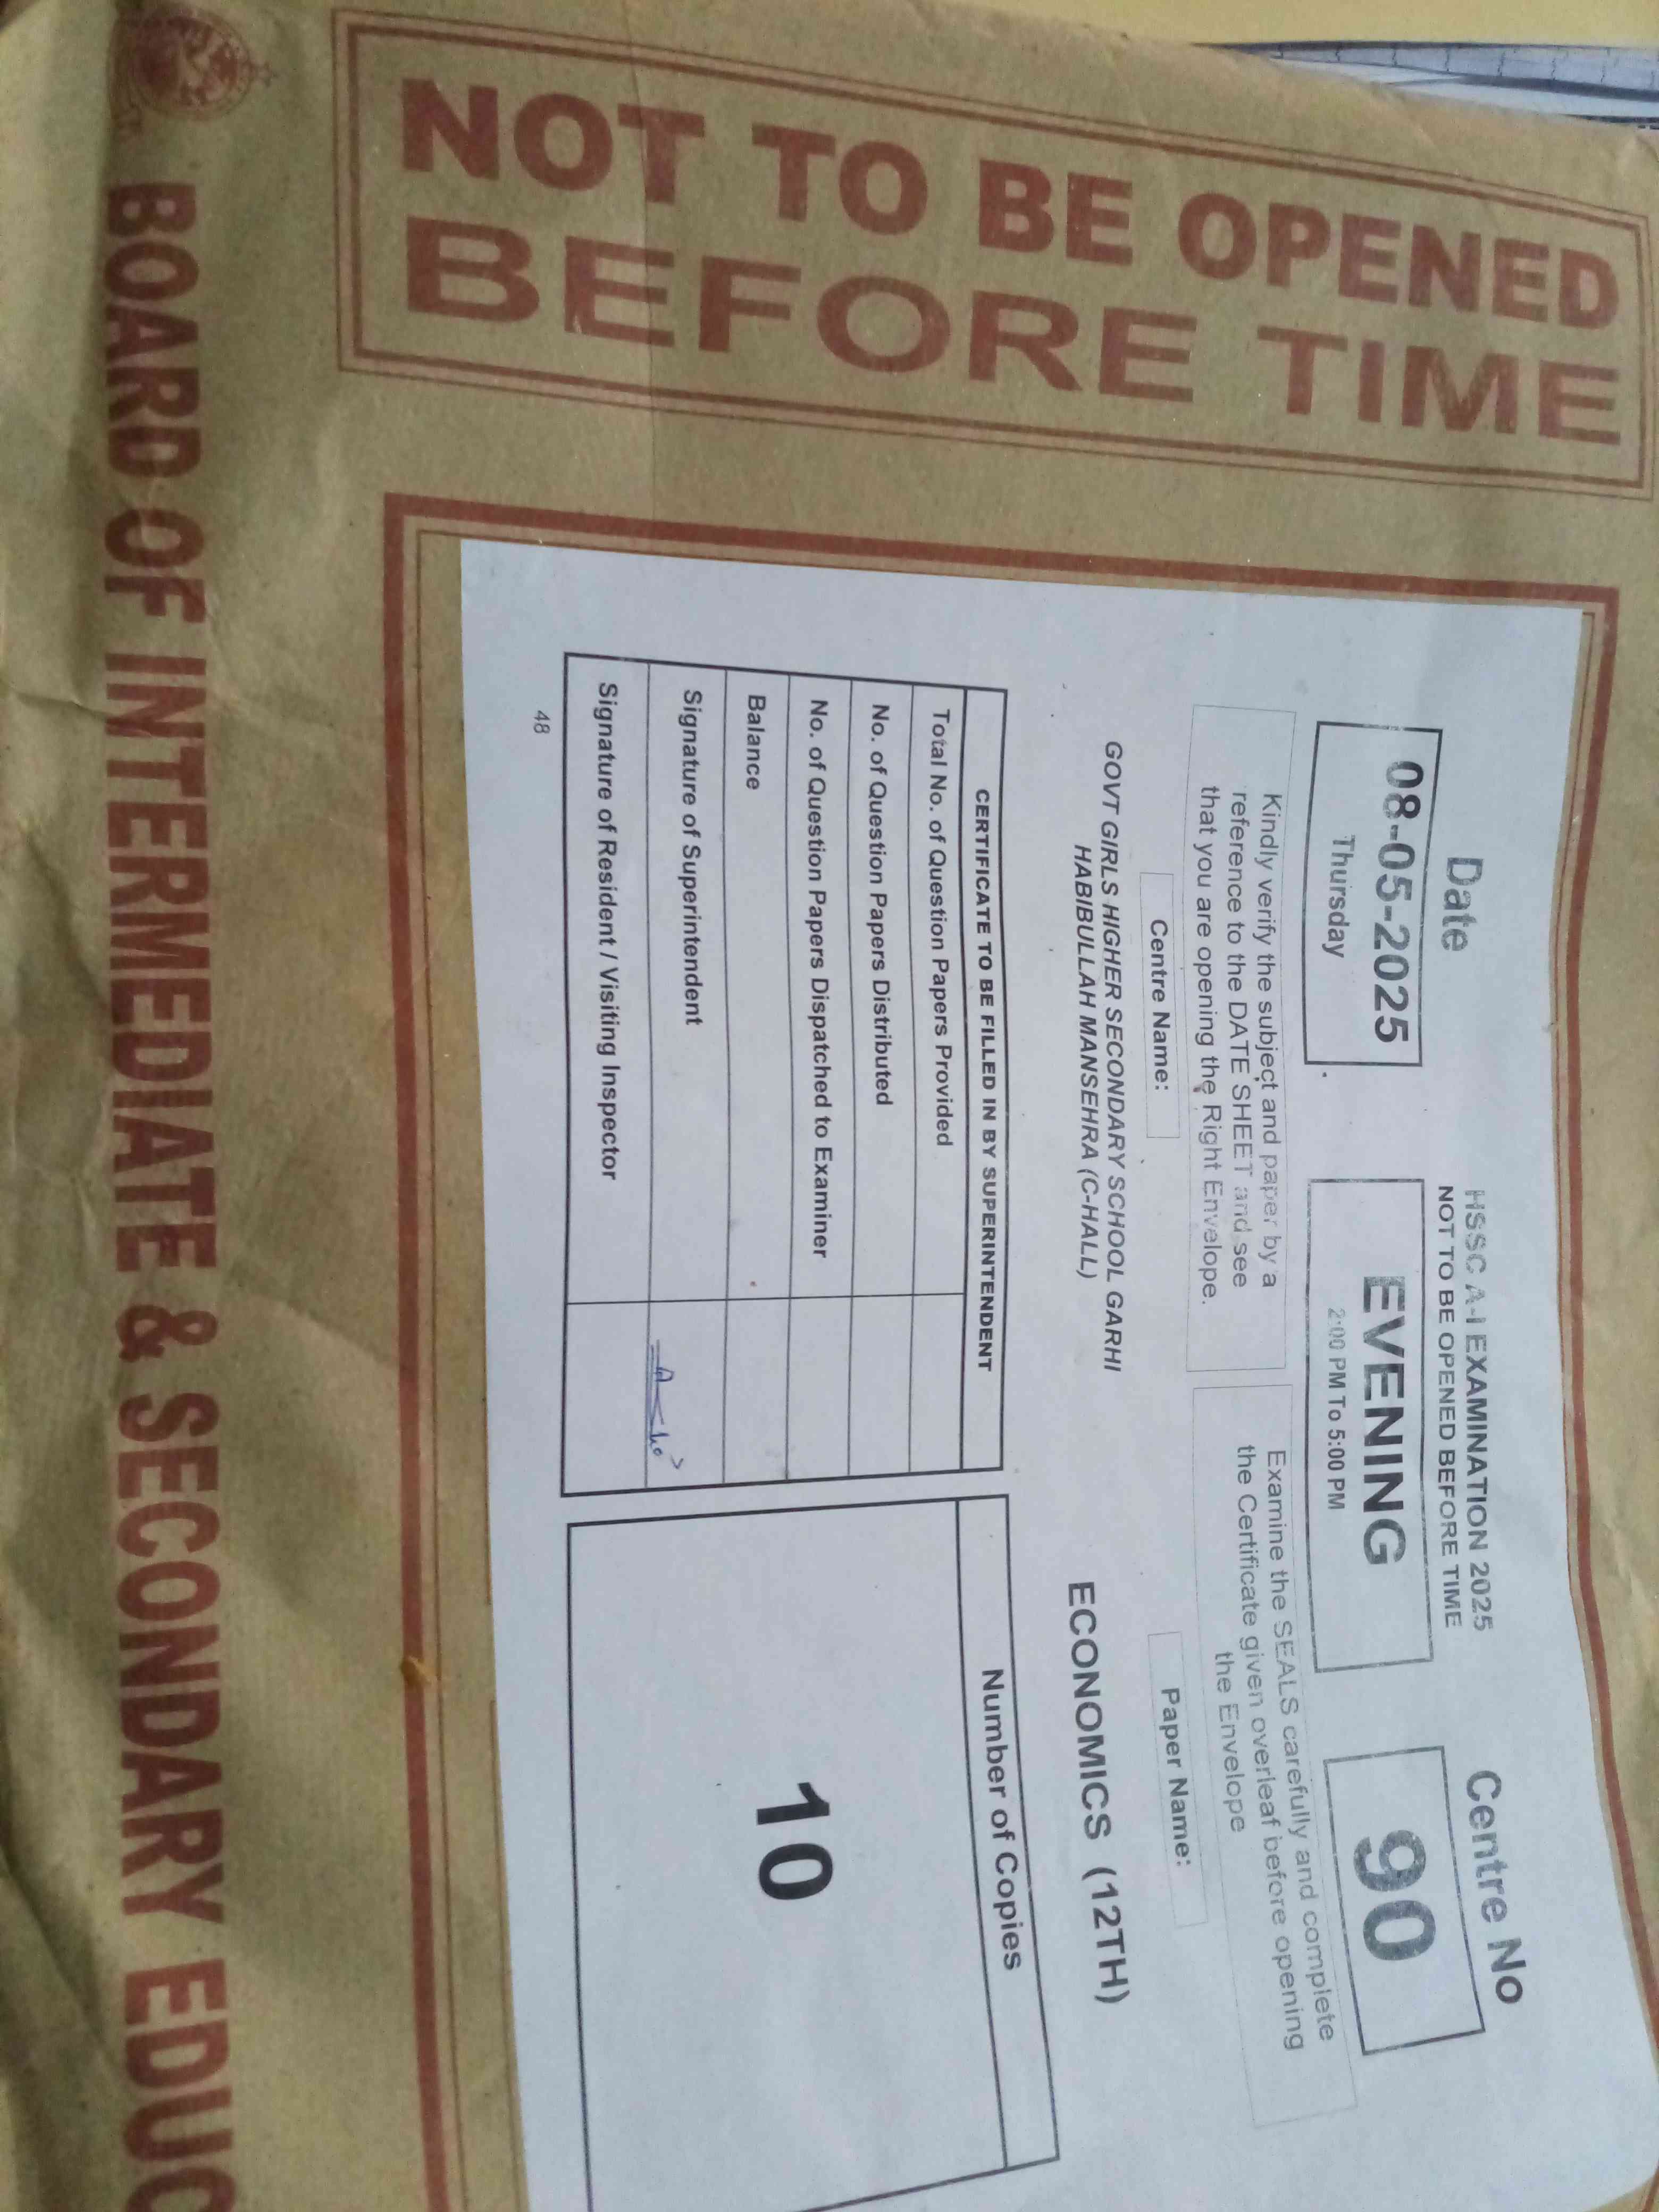 NOT TO BE OPENED
BEFORE TIME
HSSC A-I EXAMINATION 2025
NOT TO BE OPENED BEFORE TIME
Date
08-05-2025
Thursday
EVENING
2:00 PM To 5:00 PM
Centre No
90
Kindly verify the subject and paper by a
reference to the DATE SHEET and see
that you are opening the Right Envelope.
Examine the SEALS carefully and complete
the Certificate given overleaf before opening
the Envelope
Centre Name:
GOVT GIRLS HIGHER SECONDARY SCHOOL GARHI
HABIBULLAH MANSEHRA (C-HALL)
Paper Name:
ECONOMICS (12TH)
CERTIFICATE TO BE FILLED IN BY SUPERINTENDENT
Total No. of Question Papers Provided
No. of Question Papers Distributed
No. of Question Papers Dispatched to Examiner
Balance
Signature of Superintendent
Signature of Resident / Visiting Inspector
Number of Copies
10
48
BOARD OF INTERMEDIATE & SECONDARY EDUC